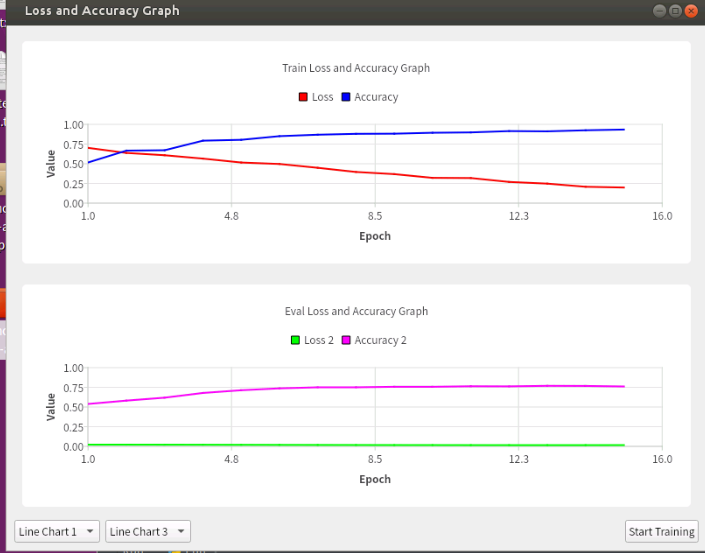 Loss and Accuracy Graph
Train Loss and Accuracy Graph
Loss Accuracy
1.00
0.75
0.50
0.25
0.00
Value
1.0 4.8 8.5 12.3 16.0
Epoch
Eval Loss and Accuracy Graph
Loss 2 Accuracy 2
1.00
0.75
0.50
0.25
0.00
Value
1.0 4.8 8.5 12.3 16.0
Epoch
Line Chart 1 Line Chart 3 Start Training